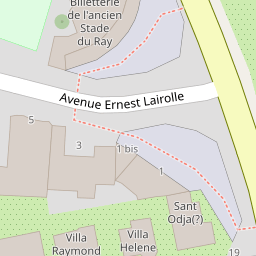 Billetterie
de l'ancien
Stade
du Ray
Avenue Ernest Lairolle
5
3
1 bis
1
Sant
Odja(?)
Villa
Raymond
Villa
Helene
19